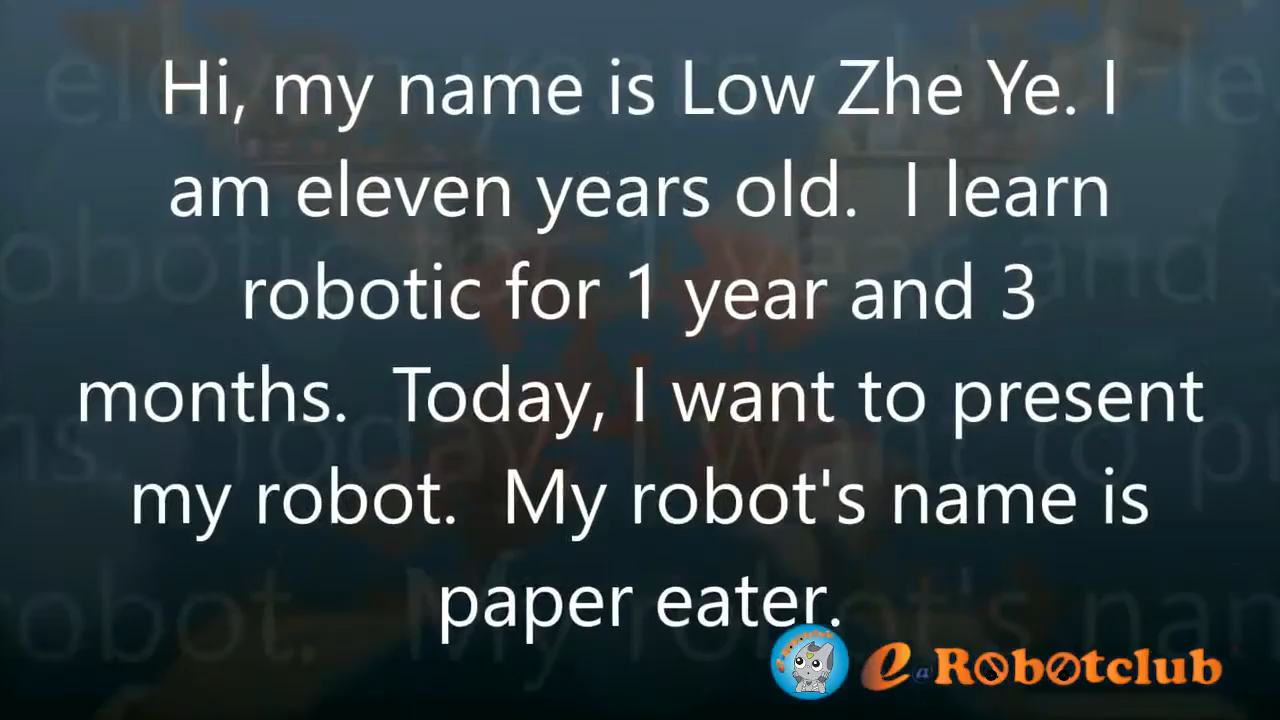 Hi, my name is Low Zhe Ye. I
am eleven years old.  I learn
robotic for 1 year and 3
months.  Today, I want to present
my robot.  My robot's name is
paper eater.
e @ Robotclub